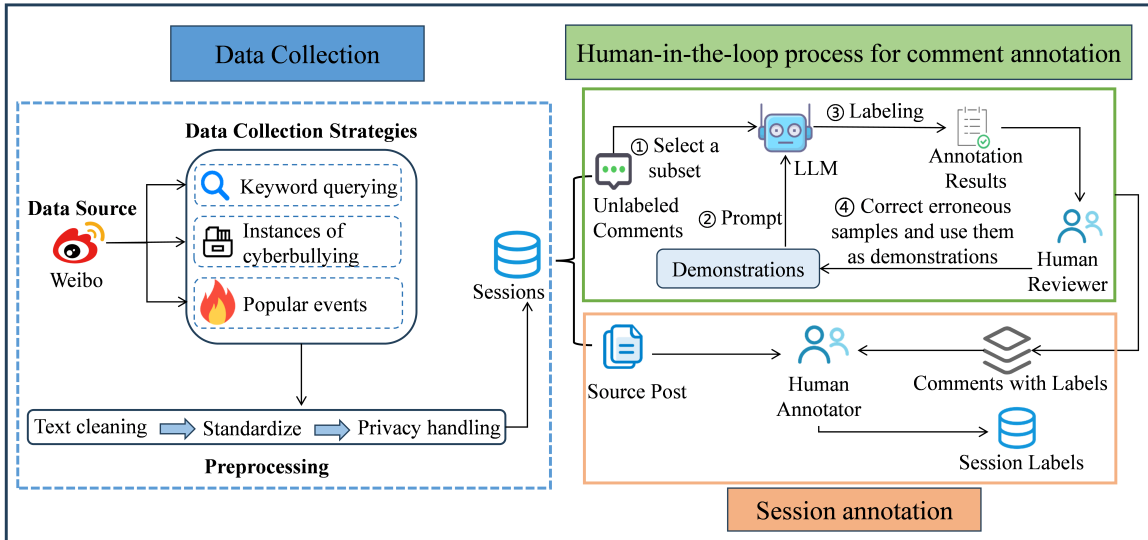 Data Collection
Data Collection Strategies
Keyword querying
Instances of
cyberbullying
Popular events
Data Source
Weibo
Sessions
Text cleaning
Standardize
Privacy handling
Preprocessing
Human-in-the-loop process for comment annotation
① Select a
subset
Unlabeled
Comments
LLM
② Prompt
③ Labeling
Annotation
Results
④ Correct erroneous
samples and use them
as demonstrations
Demonstrations
Human
Reviewer
Source Post
Human
Annotator
Comments with Labels
Session Labels
Session annotation